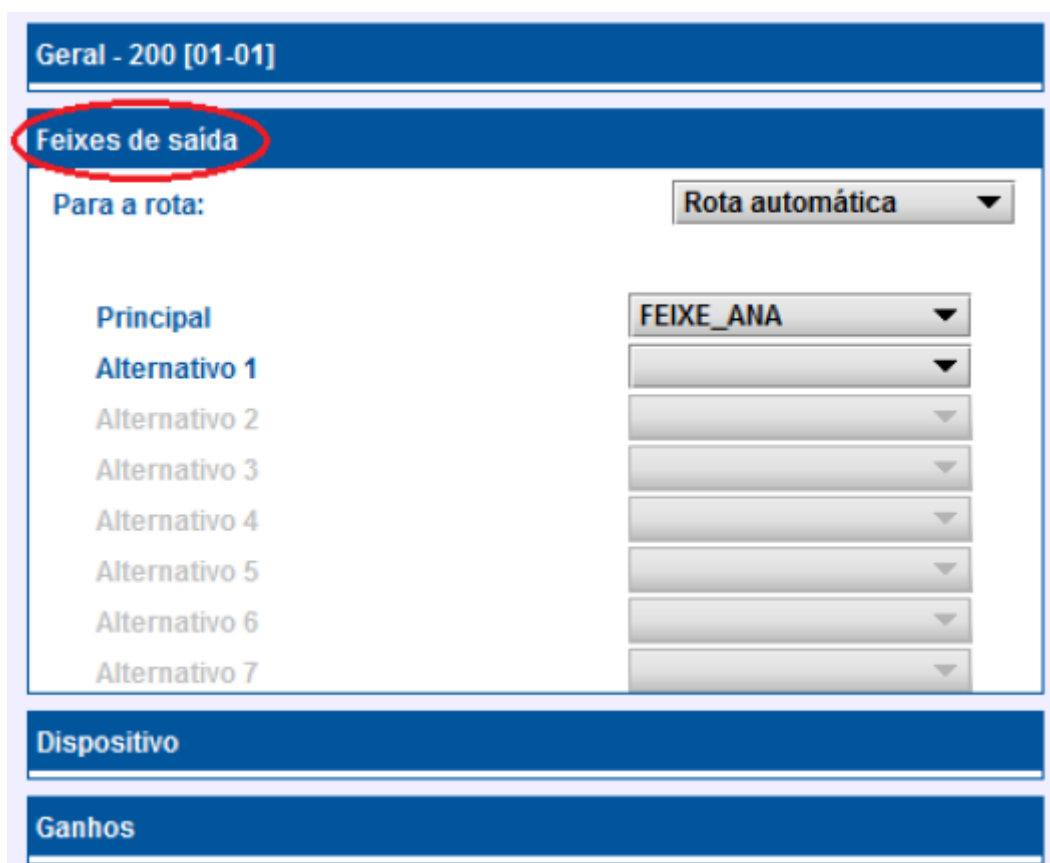 Geral - 200 [01-01]
Feixes de saída
Para a rota: Rota automática
Principal FEIXE_ANA
Alternativo 1
Alternativo 2
Alternativo 3
Alternativo 4
Alternativo 5
Alternativo 6
Alternativo 7
Dispositivo
Ganhos